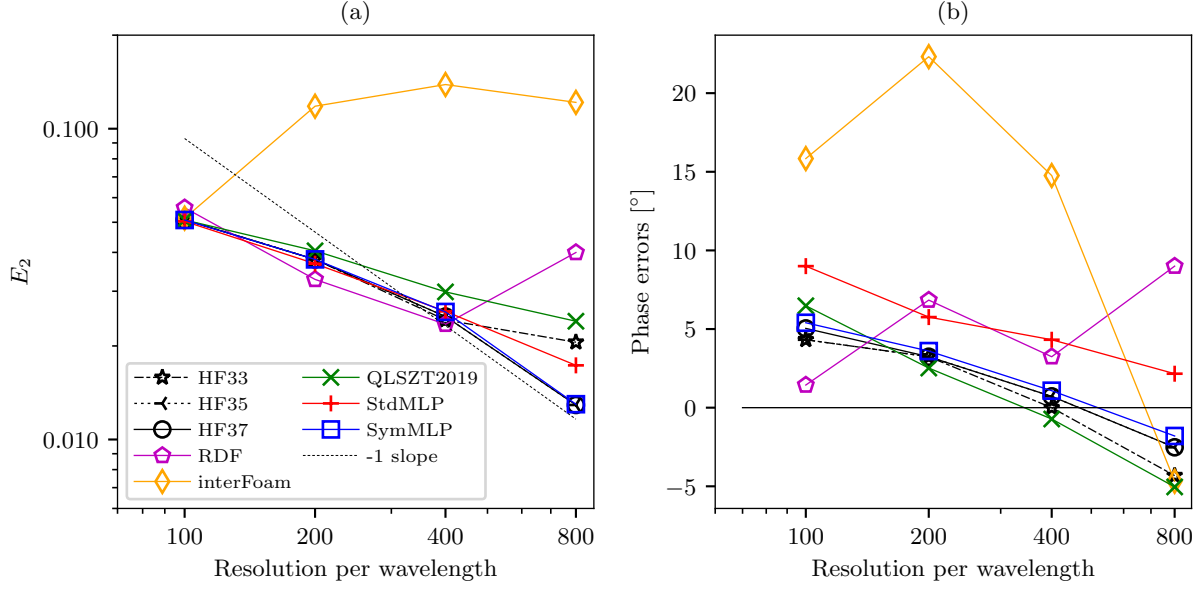 (a)
0.100
0.010
E2
100 200 400 800
Resolution per wavelength
HF33
HF35
HF37
RDF
interFoam
QLSZT2019
StdMLP
SymMLP
-1 slope
(b)
20
15
10
5
0
−5
Phase errors [°]
100 200 400 800
Resolution per wavelength